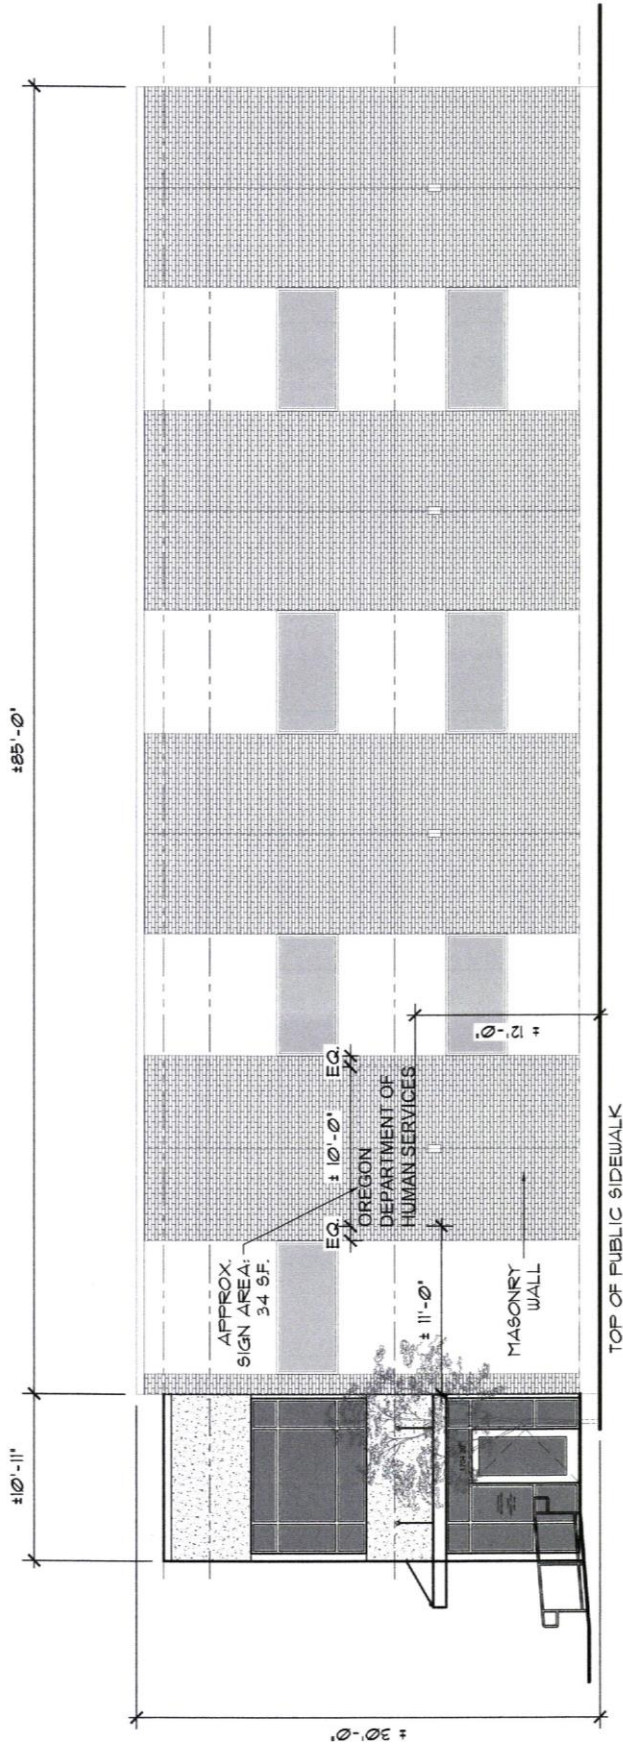 ±10'-11"
±85'-0"
± 30'-0"
APPROX.
SIGN AREA:
34 S.F.
EQ.
± 10'-0"
EQ.
OREGON
DEPARTMENT OF
HUMAN SERVICES
± 11'-0"
± 12'-0"
MASONRY
WALL
TOP OF PUBLIC SIDEWALK